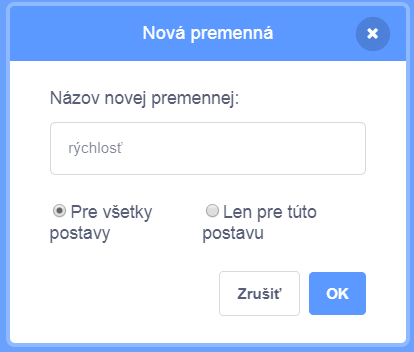 Nová premenná
Názov novej premennej:
rýchlosť
Pre všetky
postavy
Len pre túto
postavu
Zrušiť
OK